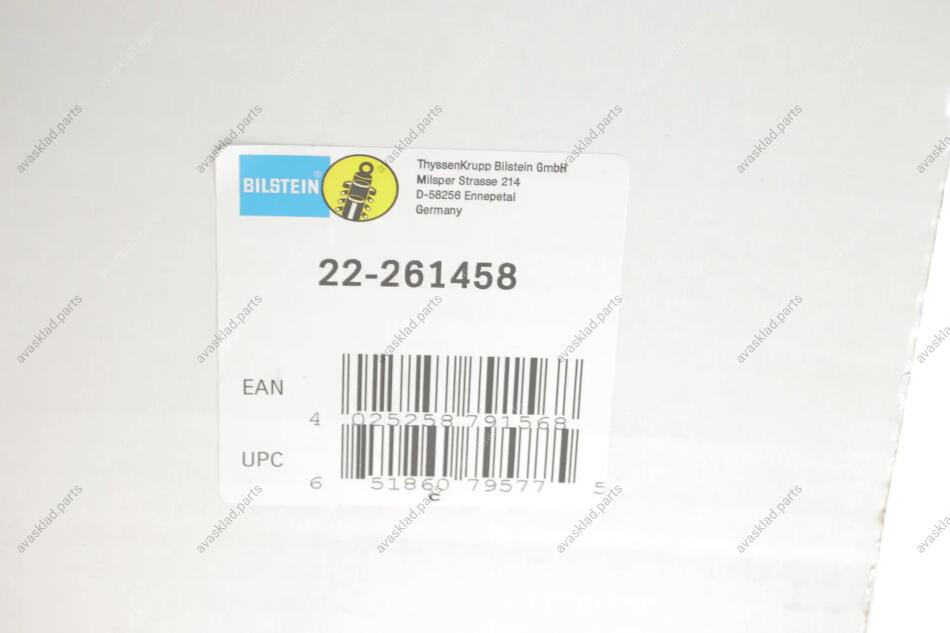 BILSTEIN®
ThyssenKrupp Bilstein GmbH
Milsper Strasse 214
D-58256 Ennepetal
Germany
22-261458
EAN
4 025258 791568
UPC
6 51860 79577 5
C
avasklad.parts